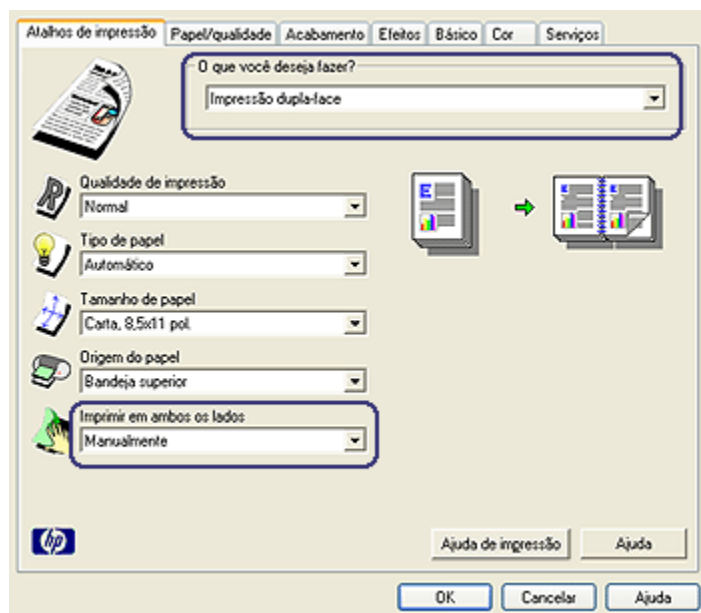 Atalhos de impressão Papel/qualidade Acabamento Efeitos Básico Cor Serviços
O que você deseja fazer?
Impressão dupla-face
Qualidade de impressão
Normal
Tipo de papel
Automático
Tamanho de papel
Carta, 8,5x11 pol.
Origem do papel
Bandeja superior
Imprimir em ambos os lados
Manualmente
hp
Ajuda de impressão Ajuda
OK Cancelar Ajuda